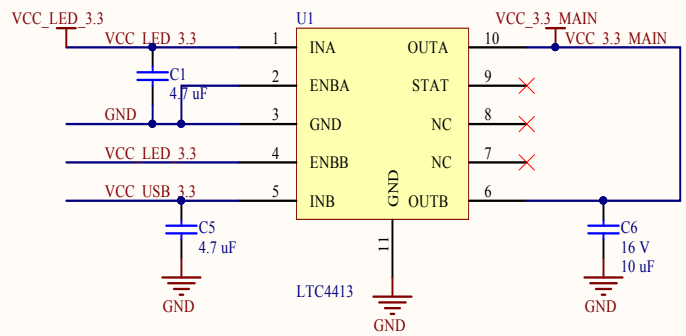 VCC_LED_3.3
U1
VCC_3.3_MAIN
VCC_LED_3.3
1
INA
OUTA
10
VCC_3.3_MAIN
C1
4.7 uF
2
ENBA
STAT
9
GND
3
GND
NC
8
VCC_LED_3.3
4
ENBB
NC
7
VCC_USB_3.3
5
INB
GND
OUTB
6
C5
4.7 uF
11
C6
16 V
10 uF
LTC4413
GND
GND
GND